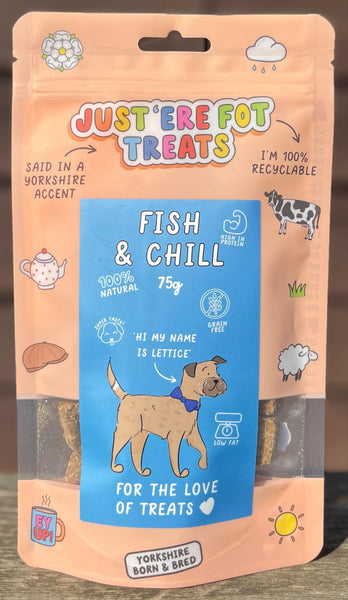 JUST 'ERE FOT
TREATS
SAID IN A
YORKSHIRE
ACCENT
I'M 100%
RECYCLABLE
FISH
& CHILL
HIGH IN
PROTEIN
100%
NATURAL
75g
GRAIN
FREE
SUPER TASTY
'HI MY NAME
IS LETTICE'
LOW FAT
FOR THE LOVE
OF TREATS
EY
UP!
YORKSHIRE
BORN & BRED